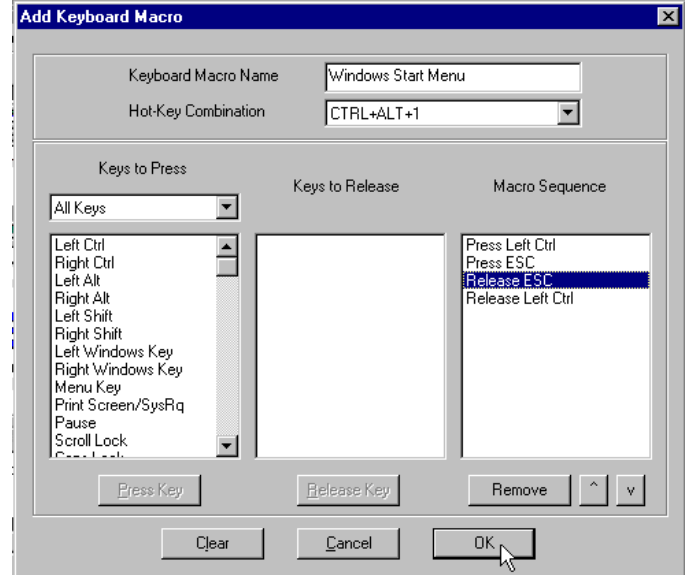 Add Keyboard Macro
Keyboard Macro Name
Windows Start Menu
Hot-Key Combination
CTRL+ALT+1
Keys to Press
All Keys
Left Ctrl
Right Ctrl
Left Alt
Right Alt
Left Shift
Right Shift
Left Windows Key
Right Windows Key
Menu Key
Print Screen/SysRq
Pause
Scroll Lock
Press Key
Keys to Release
Release Key
Macro Sequence
Press Left Ctrl
Press ESC
Release ESC
Release Left Ctrl
Remove
^
v
Clear
Cancel
OK